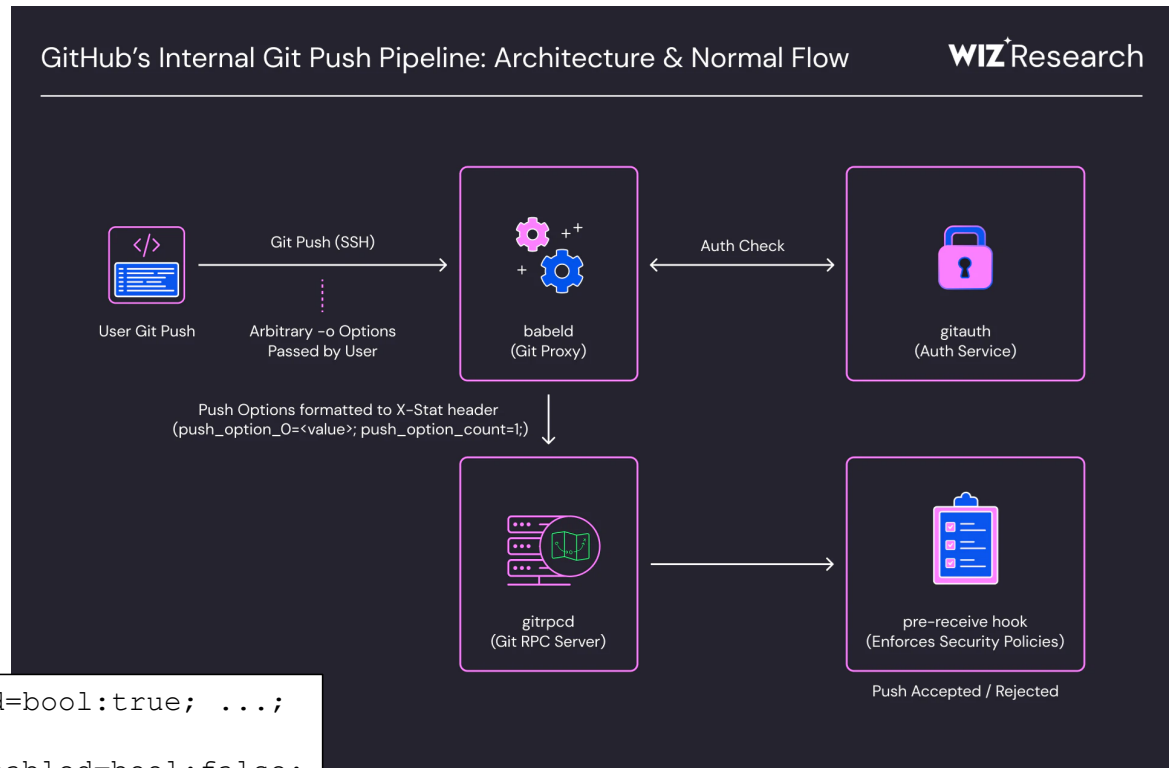 GitHub's Internal Git Push Pipeline: Architecture & Normal Flow
WIZ Research
</>
User Git Push
Git Push (SSH)
Arbitrary -o Options
Passed by User
babeld
(Git Proxy)
Auth Check
gitauth
(Auth Service)
Push Options formatted to X-Stat header
(push_option_0=<value>; push_option_count=1;)
gitrpcd
(Git RPC Server)
pre-receive hook
(Enforces Security Policies)
Push Accepted / Rejected
=bool:true; ...;
=bool:false;